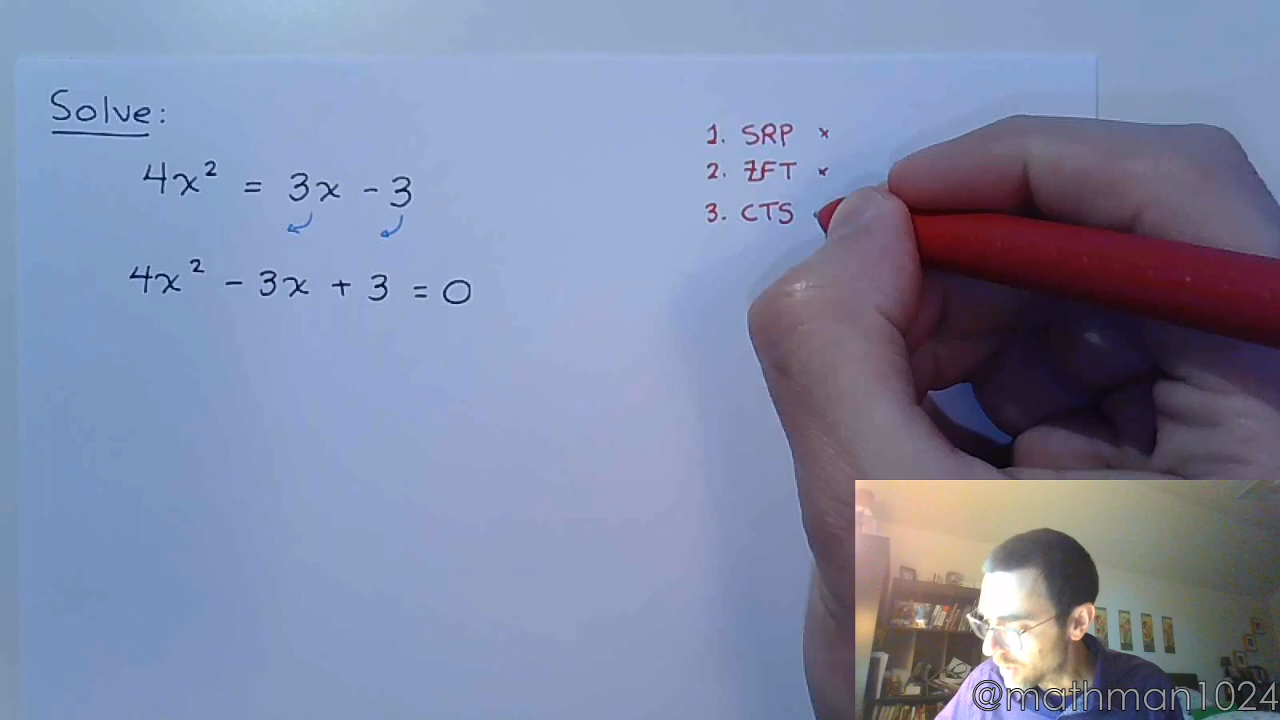 Solve:
4x² = 3x - 3
4x² - 3x + 3 = 0
1. SRP ×
2. ZFT ×
3. CTS
@mathman1024